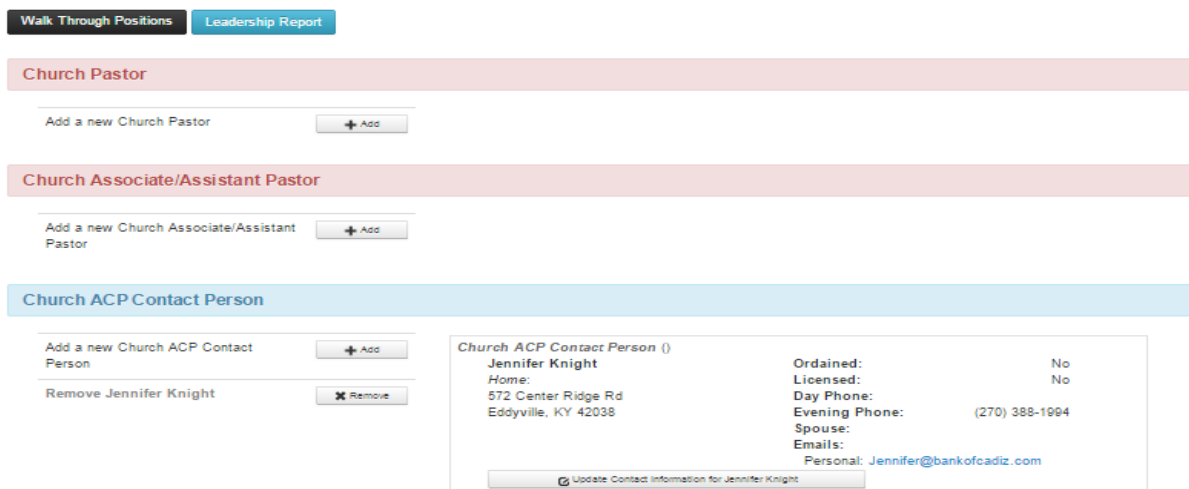 Walk Through Positions
Leadership Report
Church Pastor
Add a new Church Pastor
Add
Church Associate/Assistant Pastor
Add a new Church Associate/Assistant
Pastor
Add
Church ACP Contact Person
Add a new Church ACP Contact
Person
Add
Remove Jennifer Knight
Remove
Church ACP Contact Person ()
Jennifer Knight
Home:
572 Center Ridge Rd
Eddyville, KY 42038
Ordained: No
Licensed: No
Day Phone:
Evening Phone: (270) 388-1994
Spouse:
Emails:
Personal: Jennifer@bankofcadiz.com
Update Contact Information for Jennifer Knight